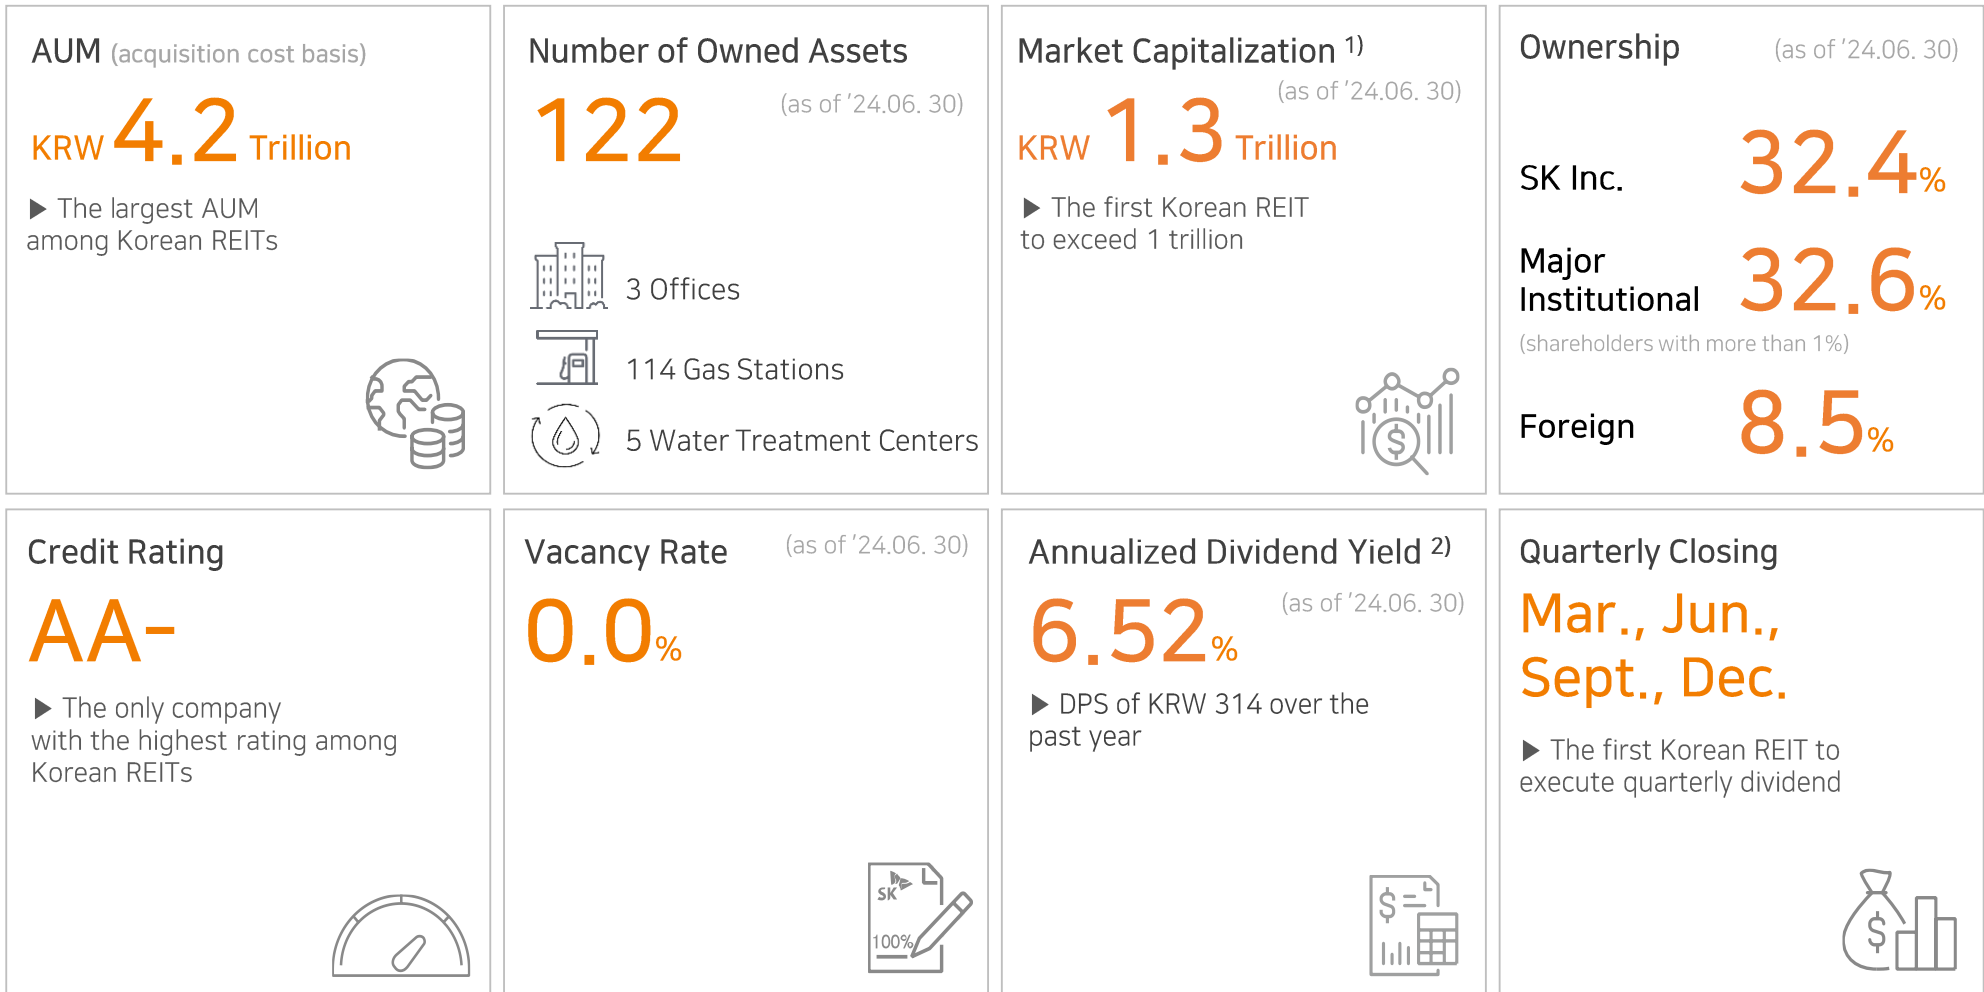 AUM (acquisition cost basis)
KRW 4.2 Trillion
▶ The largest AUM
among Korean REITs
Number of Owned Assets
122 (as of '24.06. 30)
3 Offices
114 Gas Stations
5 Water Treatment Centers
Market Capitalization 1)
(as of '24.06. 30)
KRW 1.3 Trillion
▶ The first Korean REIT
to exceed 1 trillion
Ownership (as of '24.06. 30)
SK Inc. 32.4%
Major
Institutional 32.6%
(shareholders with more than 1%)
Foreign 8.5%
Credit Rating
AA-
▶ The only company
with the highest rating among
Korean REITs
Vacancy Rate (as of '24.06. 30)
0.0%
SK
100%
Annualized Dividend Yield 2)
(as of '24.06. 30)
6.52%
▶ DPS of KRW 314 over the
past year
$
Quarterly Closing
Mar., Jun.,
Sept., Dec.
▶ The first Korean REIT to
execute quarterly dividend
$